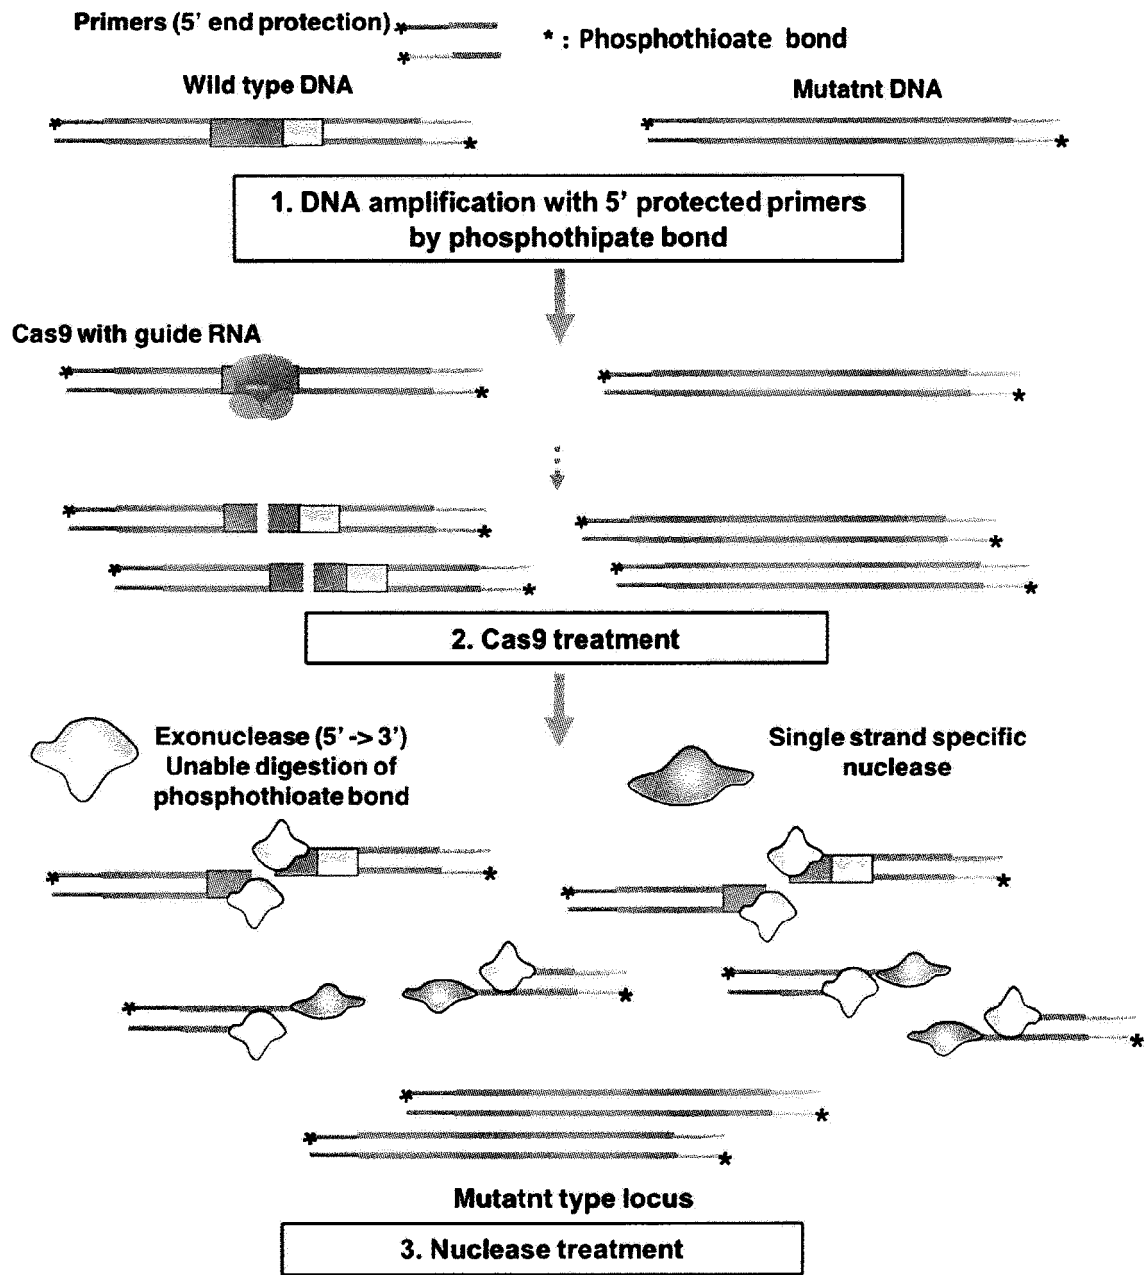 Primers (5' end protection)
* : Phosphothioate bond
Wild type DNA
Mutatnt DNA
1. DNA amplification with 5' protected primers
by phosphothipate bond
Cas9 with guide RNA
2. Cas9 treatment
Exonuclease (5' -> 3')
Unable digestion of
phosphothioate bond
Single strand specific
nuclease
Mutatnt type locus
3. Nuclease treatment